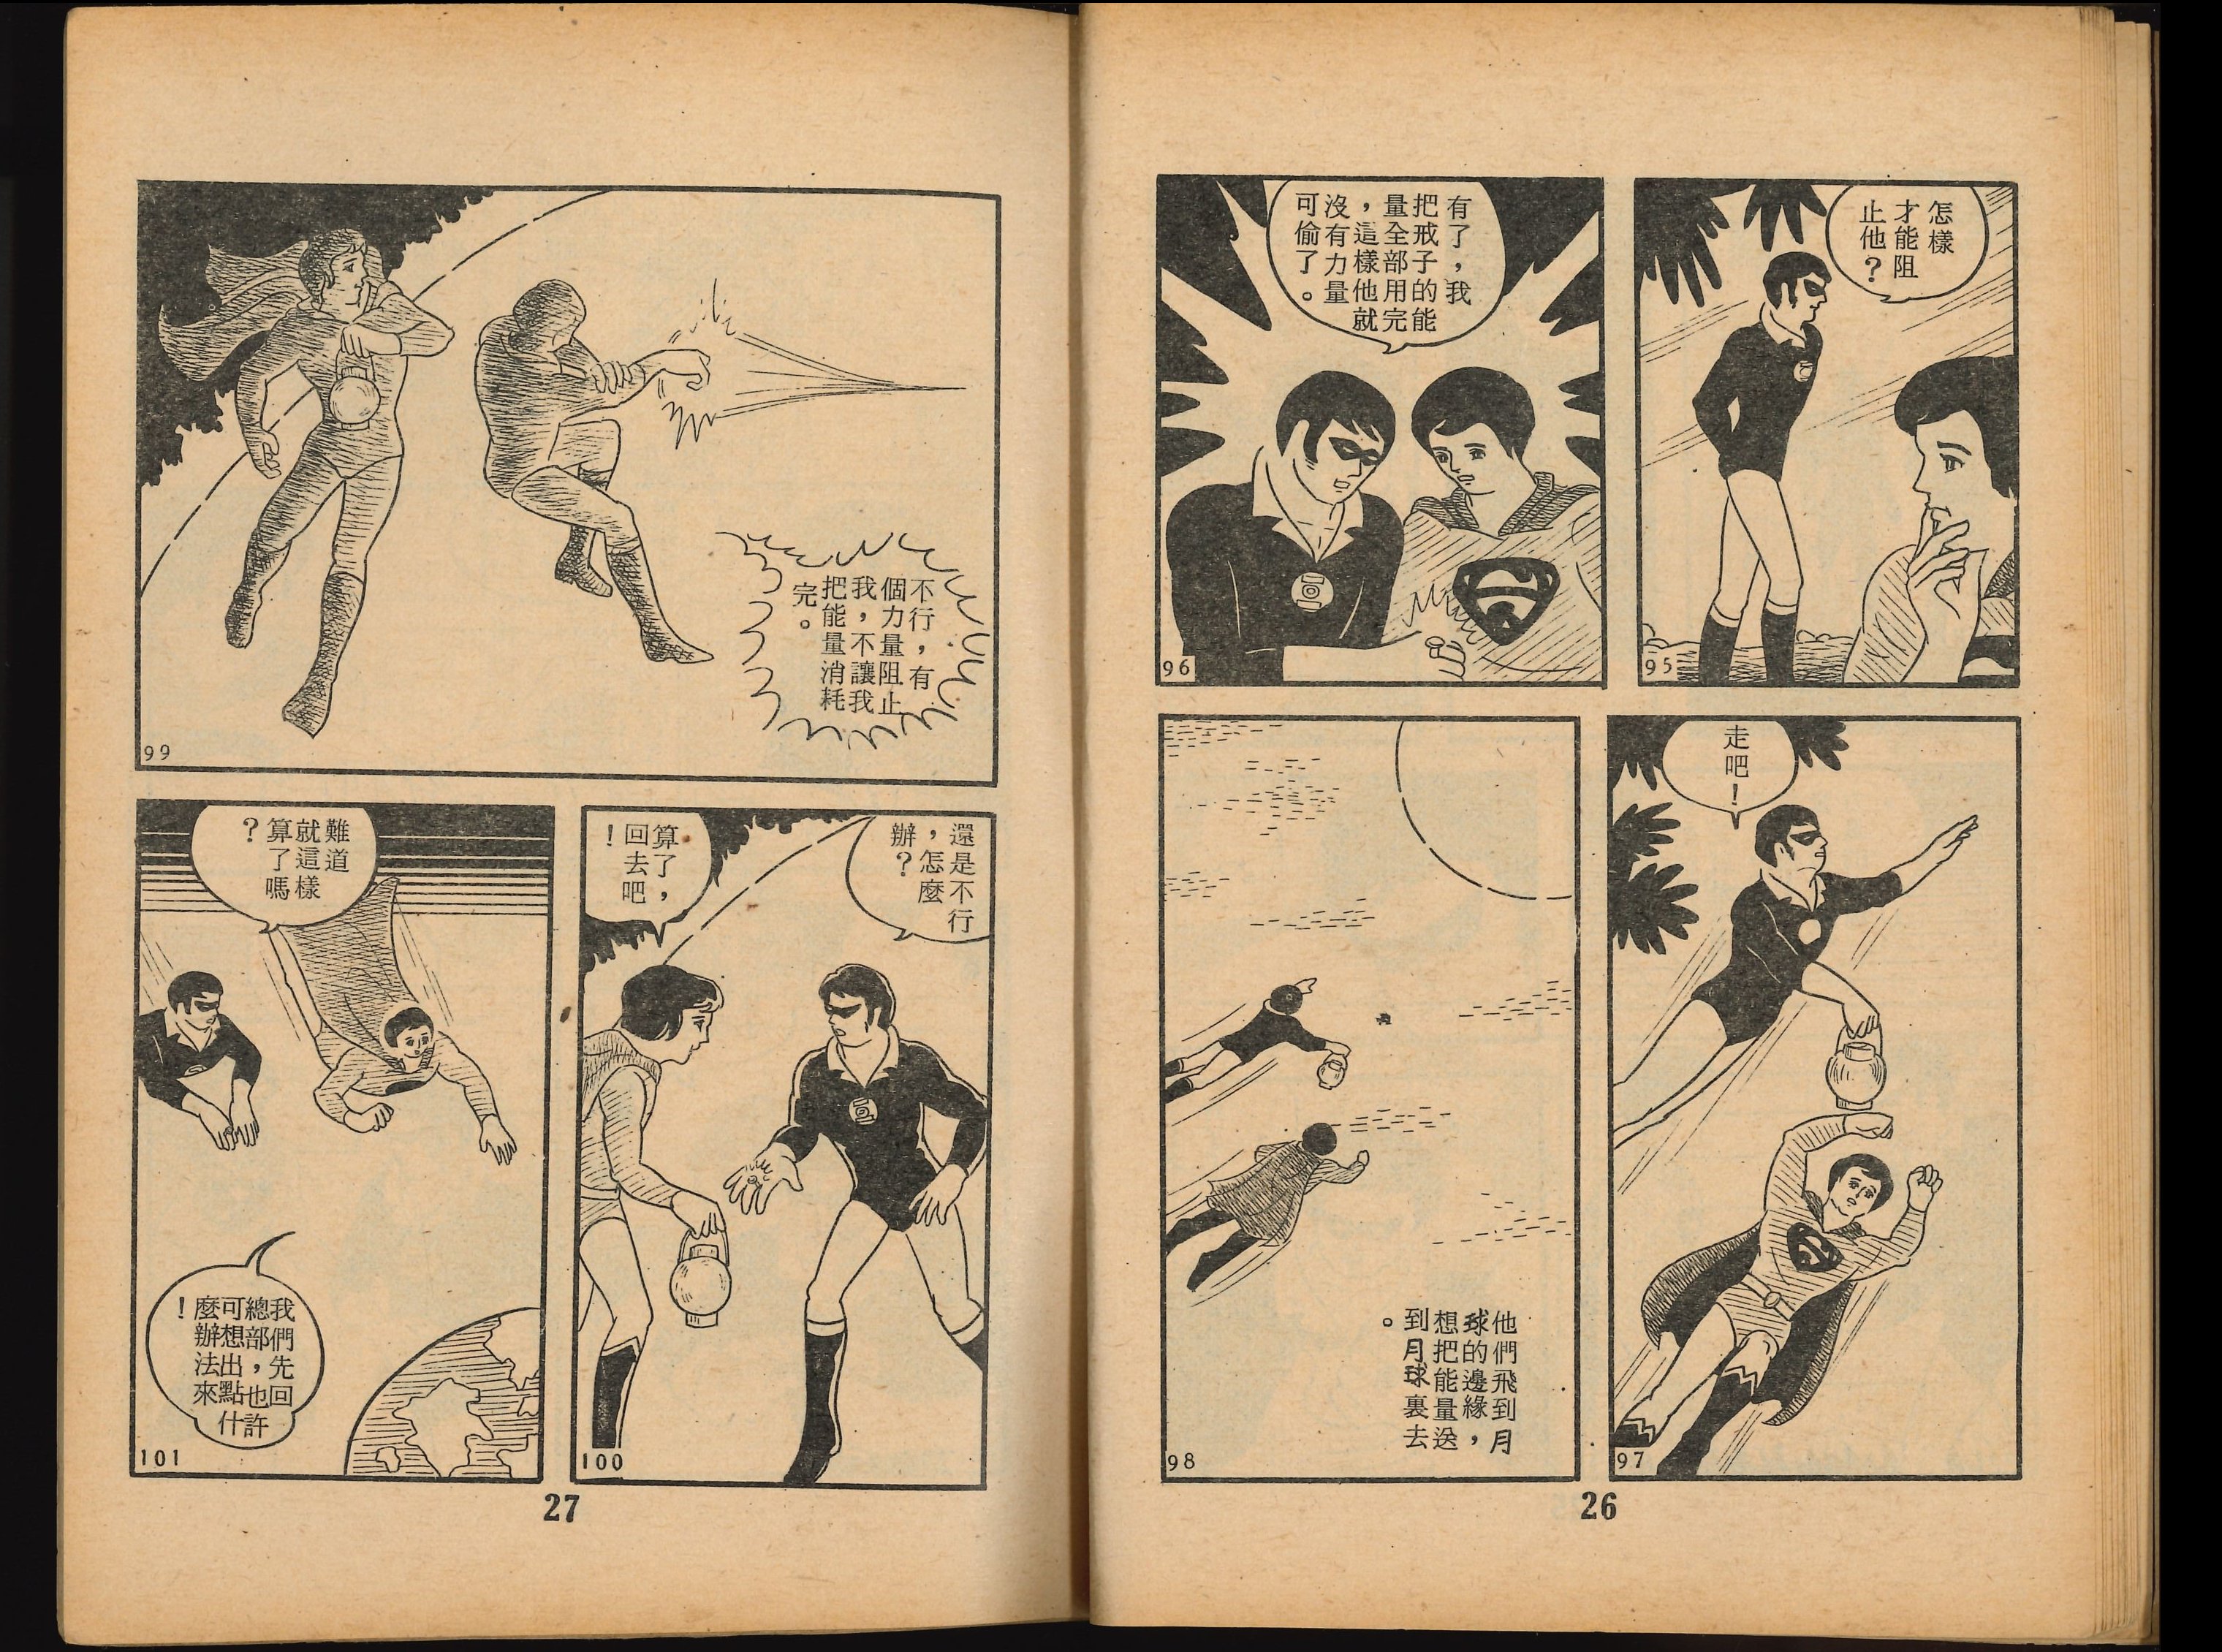 怎樣
才能阻
止他？
95
有了，我
把戒子的能
量全部用完
，這樣他就
沒有力量
可偷了。
96
走吧！
97
他們飛到月
球的邊緣，
想把能量送
到月球裏去
。
98
26
不行，有
個力量阻止
我，不讓我
把能量消耗
完。
99
還是不行
，怎麼
辦？
算了，
回去吧
！
100
難道
就這樣
算了嗎
？
我們先回
總部，也許
可想出點什
麼辦法來
！
101
27